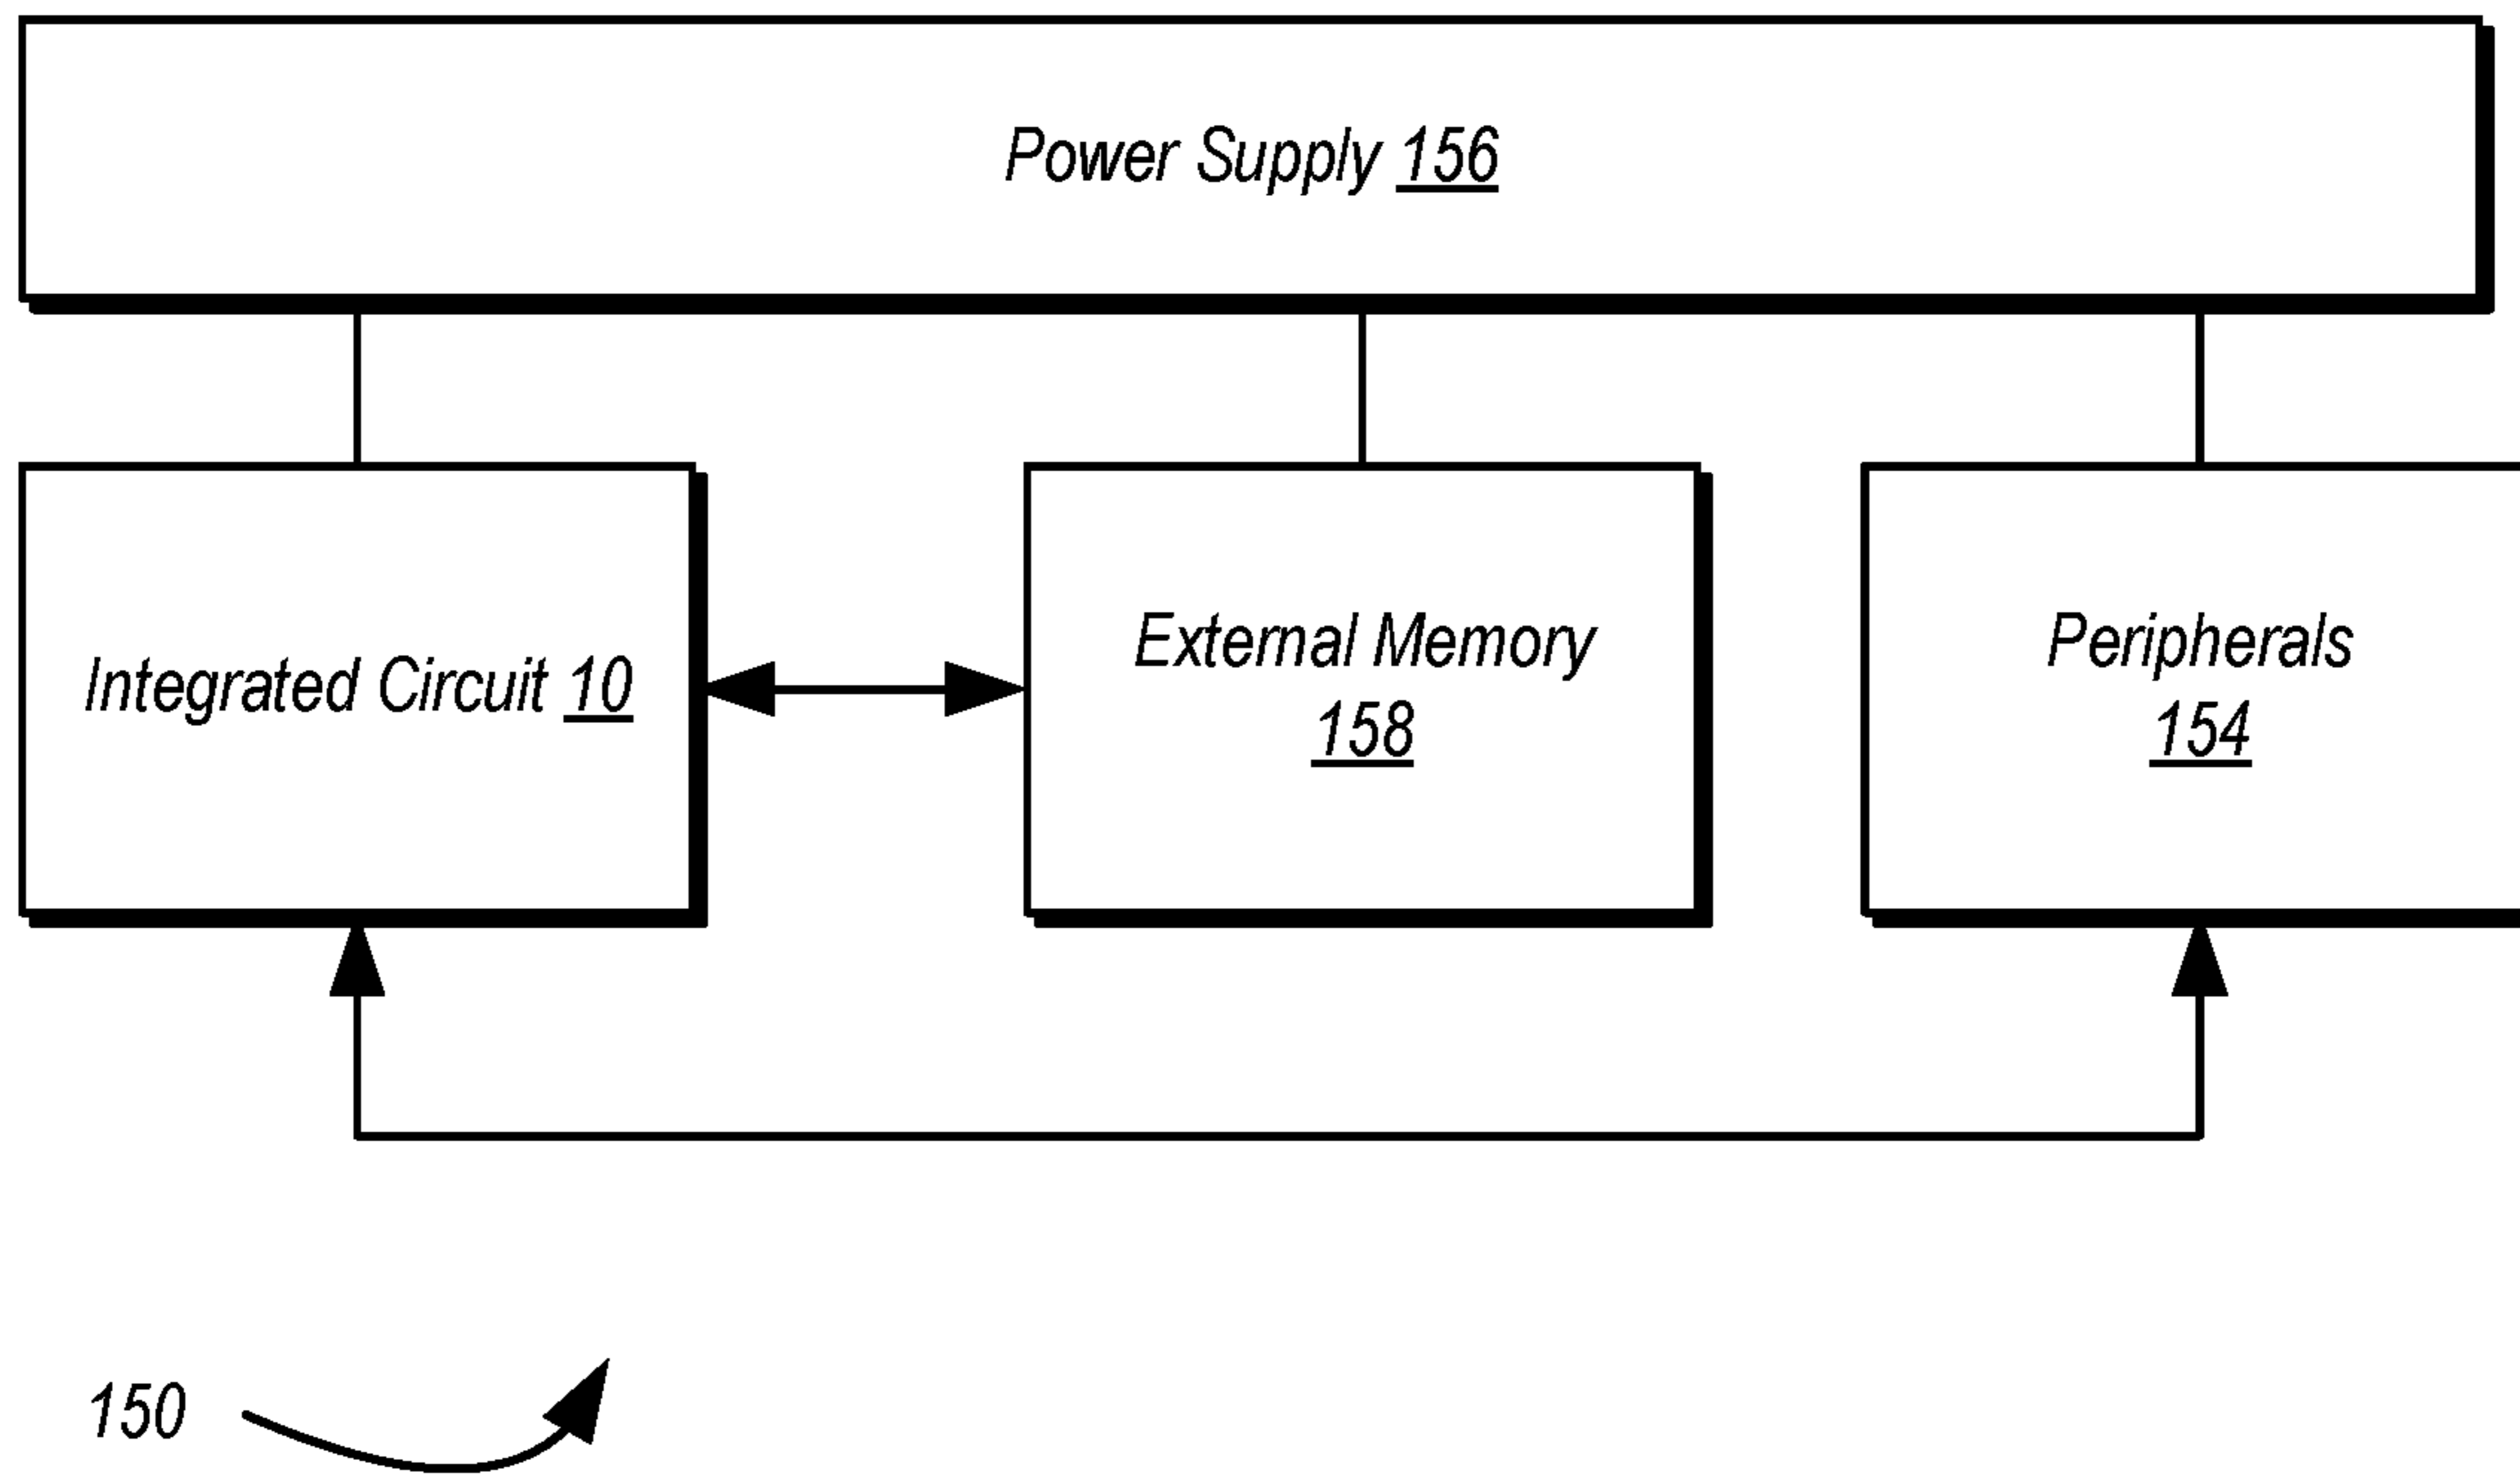 Power Supply 156
Integrated Circuit 10
External Memory
158
Peripherals
154
150